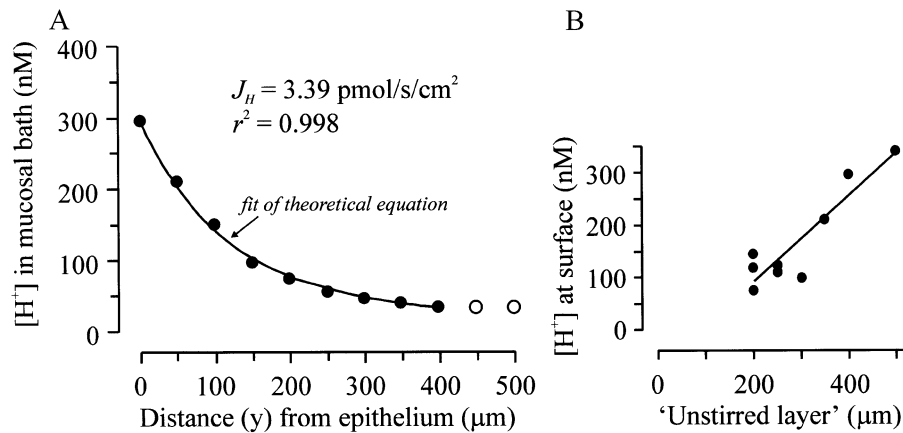 A
[H⁺] in mucosal bath (nM)
400
300
200
100
0
J_H = 3.39 pmol/s/cm²
r² = 0.998
fit of theoretical equation
0 100 200 300 400 500
Distance (y) from epithelium (μm)
B
[H⁺] at surface (nM)
300
200
100
0
0 200 400
'Unstirred layer' (μm)